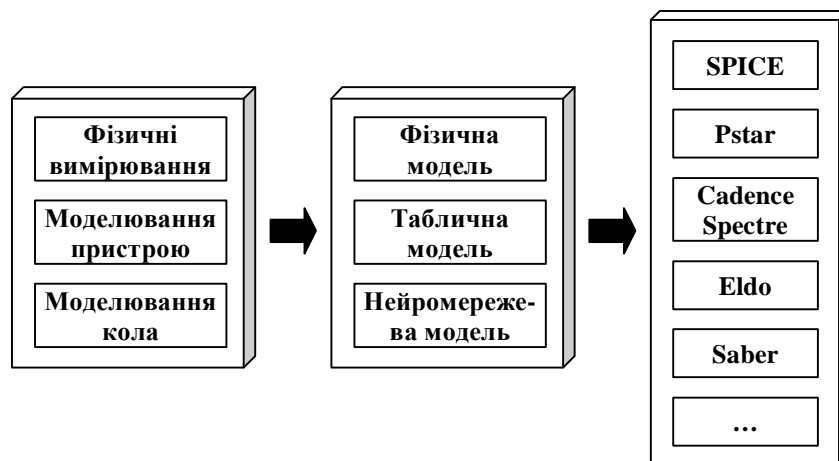 Фізичні
вимірювання
Моделювання
пристрою
Моделювання
кола
Фізична
модель
Таблична
модель
Нейромереже-
ва модель
SPICE
Pstar
Cadence
Spectre
Eldo
Saber
...